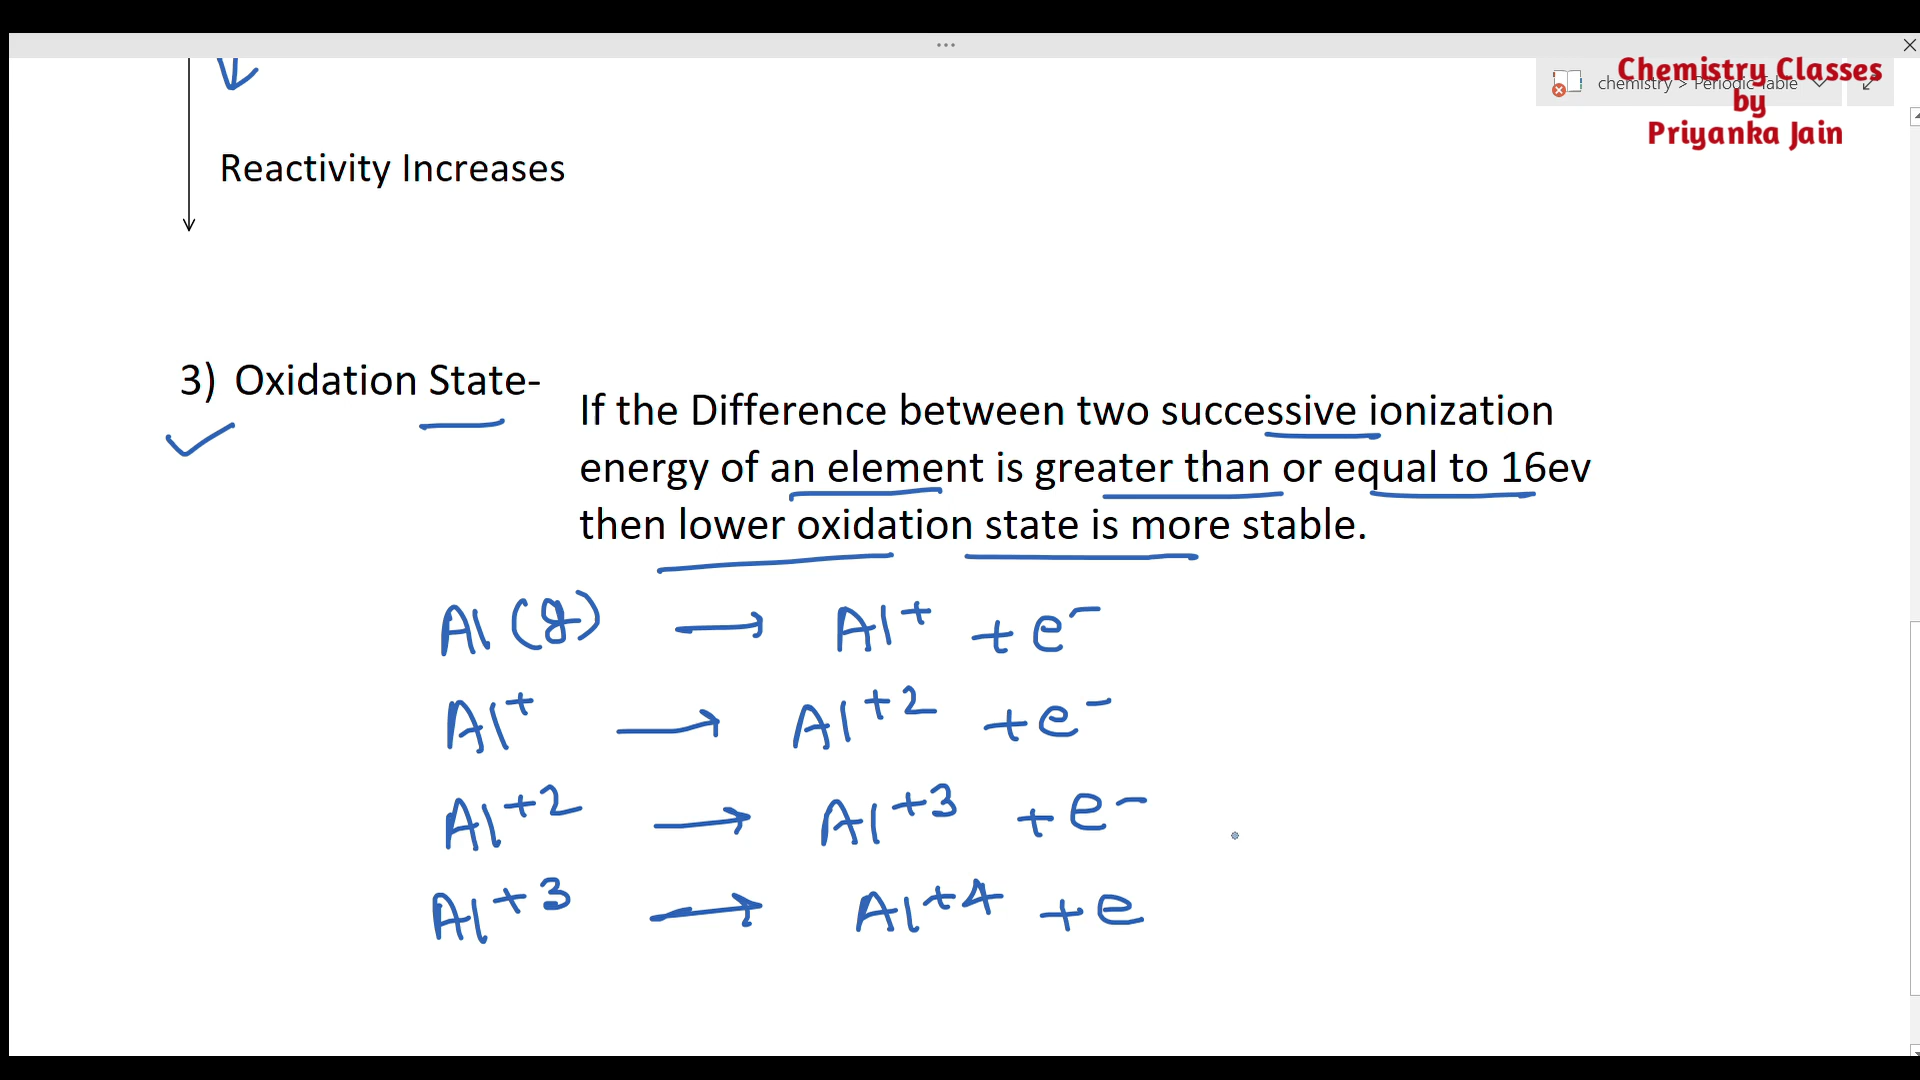 Chemistry Classes
by
Priyanka Jain
chemistry > Periodic Table
Reactivity Increases
3) Oxidation State-
If the Difference between two successive ionization
energy of an element is greater than or equal to 16ev
then lower oxidation state is more stable.
Al (g) → Al⁺ + e⁻
Al⁺ → Al⁺² + e⁻
Al⁺² → Al⁺³ + e⁻
Al⁺³ → Al⁺⁴ + e